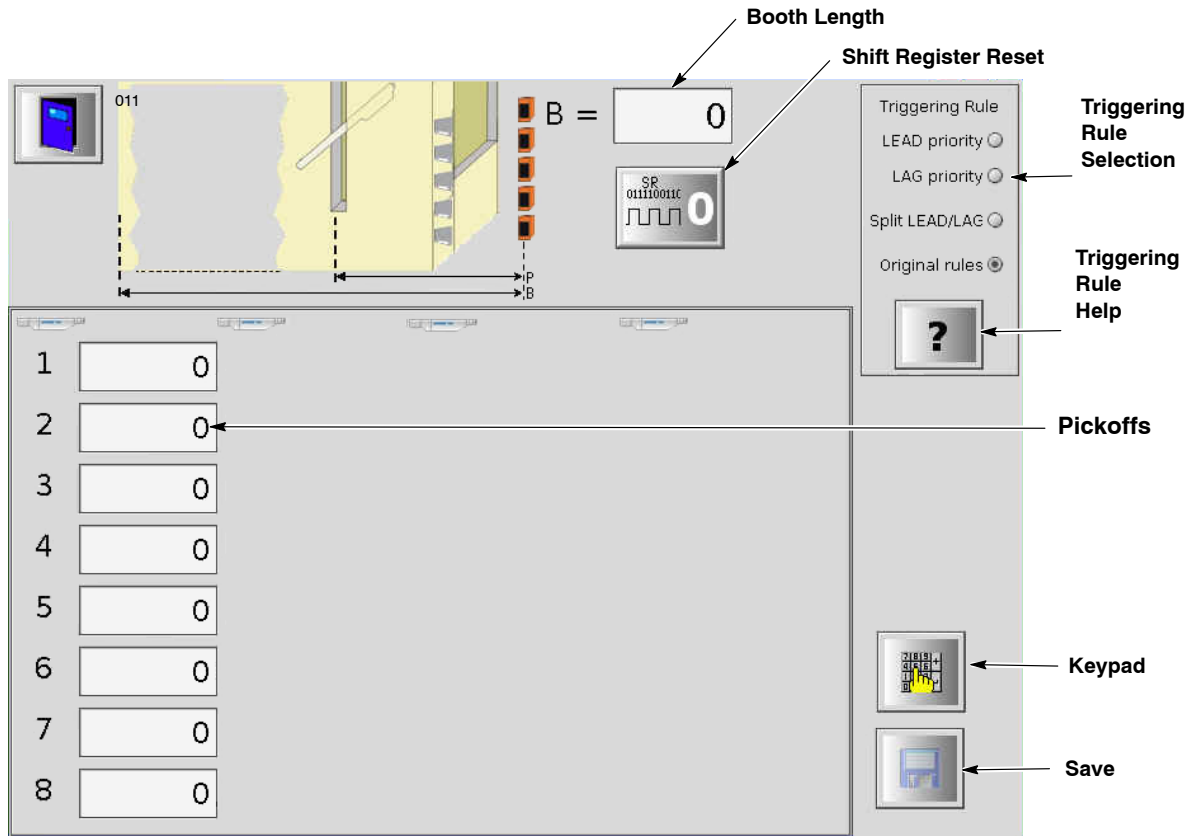 Booth Length
Shift Register Reset
011
B =
0
SR
011110011C
0
Triggering Rule
LEAD priority
LAG priority
Split LEAD/LAG
Original rules
?
Triggering
Rule
Selection
Triggering
Rule
Help
P
B
1 0
2 0
Pickoffs
3 0
4 0
5 0
6 0
7 0
8 0
Keypad
Save